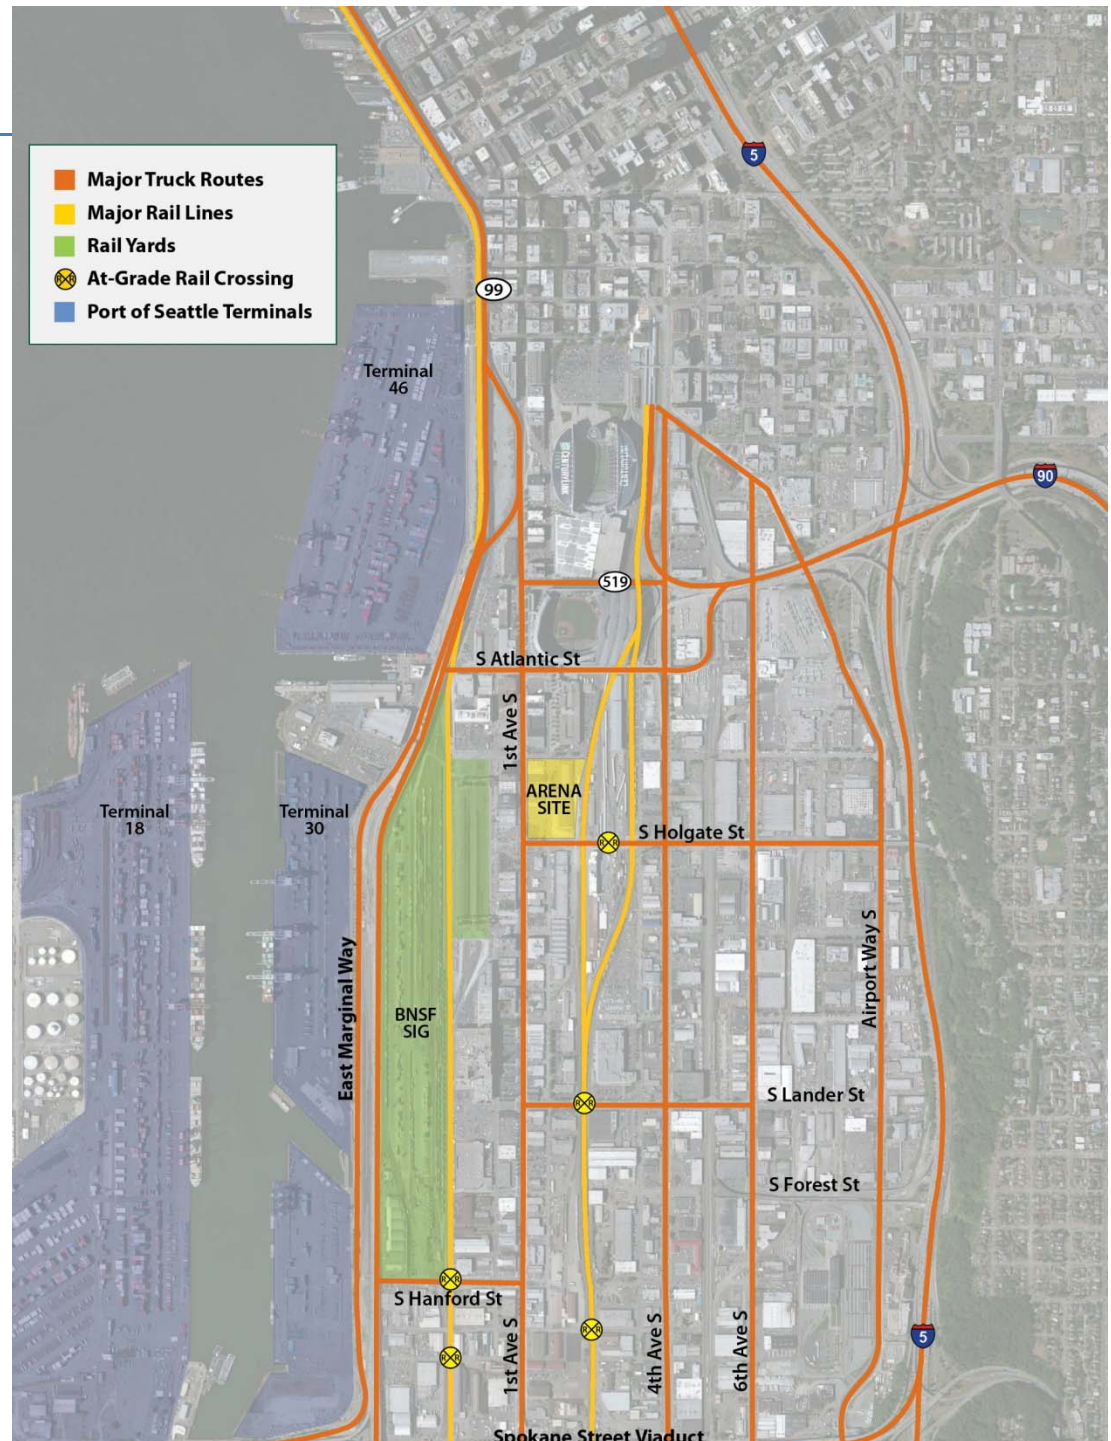 5
Major Truck Routes
Major Rail Lines
Rail Yards
At-Grade Rail Crossing
Port of Seattle Terminals
99
Terminal
46
CENTURYLINK
90
519
S Atlantic St
1st Ave S
ARENA
SITE
Terminal
18
Terminal
30
S Holgate St
East Marginal Way
Airport Way S
BNSF
SIG
S Lander St
S Forest St
S Hanford St
1st Ave S
4th Ave S
6th Ave S
5
Spokane Street Viaduct